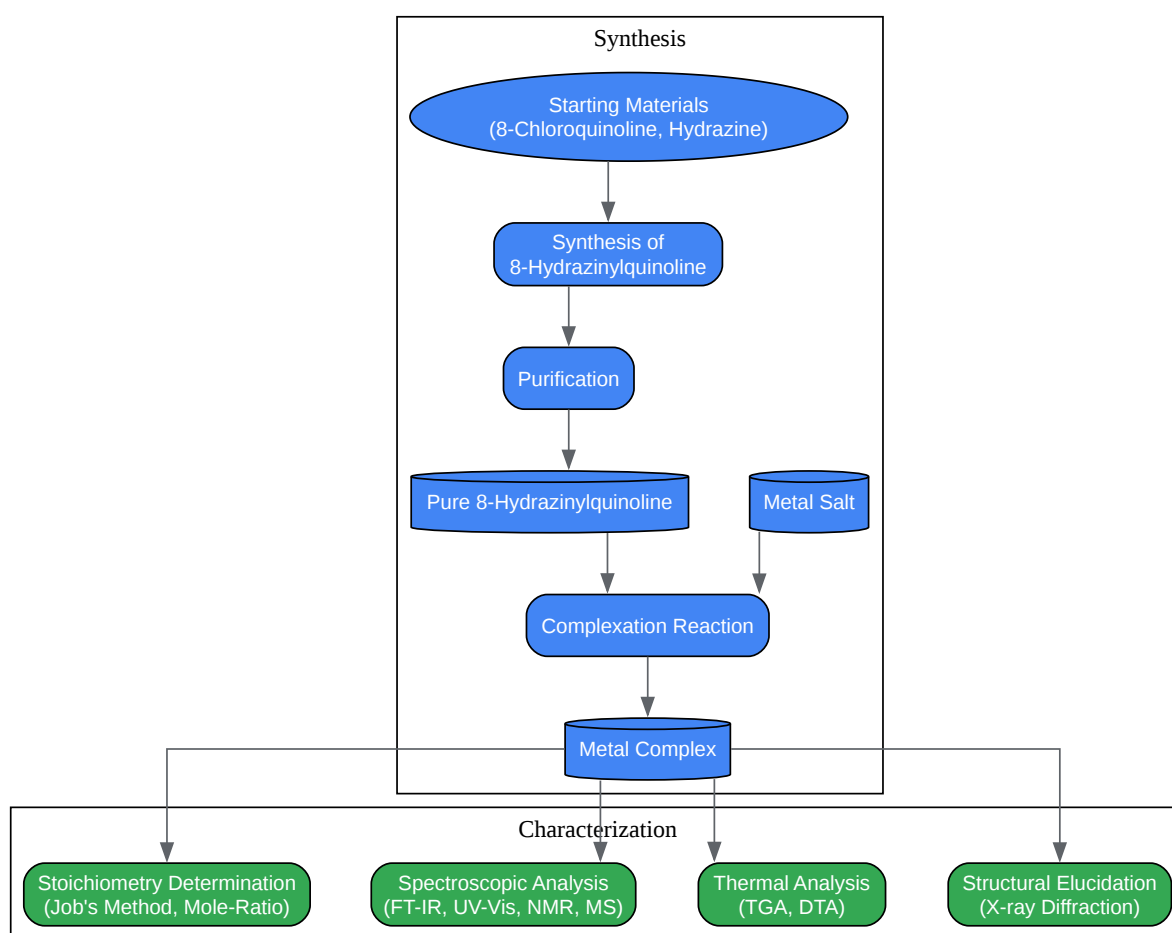 Synthesis
Starting Materials
(8-Chloroquinoline, Hydrazine)
Synthesis of
8-Hydrazinylquinoline
Purification
Pure 8-Hydrazinylquinoline
Metal Salt
Complexation Reaction
Metal Complex
Characterization
Stoichiometry Determination
(Job's Method, Mole-Ratio)
Spectroscopic Analysis
(FT-IR, UV-Vis, NMR, MS)
Thermal Analysis
(TGA, DTA)
Structural Elucidation
(X-ray Diffraction)